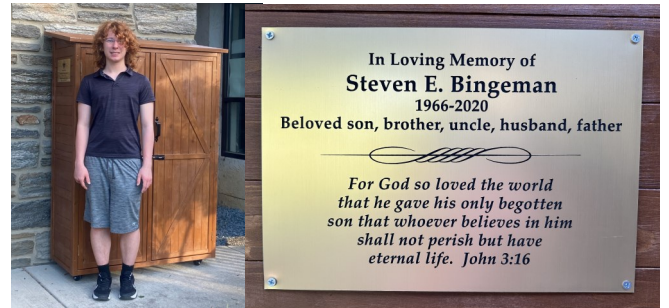 In Loving Memory of
Steven E. Bingeman
1966-2020
Beloved son, brother, uncle, husband, father
For God so loved the world
that he gave his only begotten
son that whoever believes in him
shall not perish but have
eternal life. John 3:16